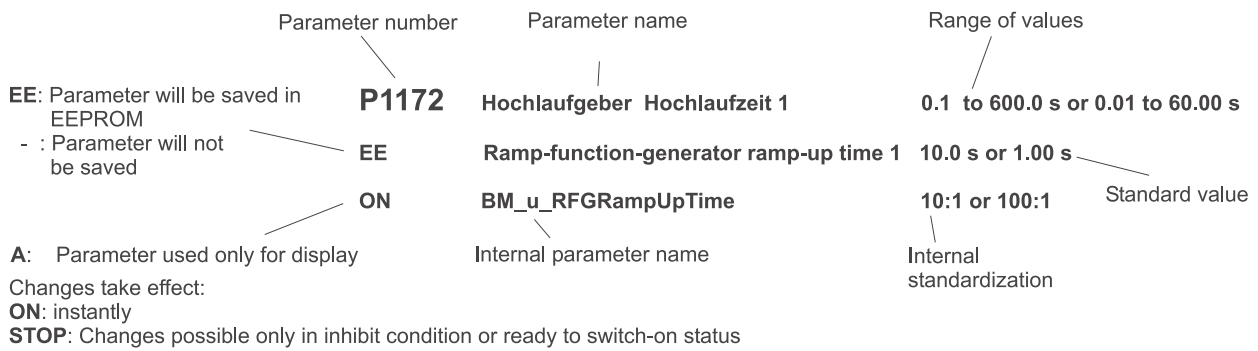 Parameter number Parameter name Range of values
EE: Parameter will be saved in
EEPROM
- : Parameter will not
be saved
P1172 Hochlaufgeber Hochlaufzeit 1 0.1 to 600.0 s or 0.01 to 60.00 s
EE Ramp-function-generator ramp-up time 1 10.0 s or 1.00 s
Standard value
ON BM_u_RFGRampUpTime 10:1 or 100:1
A: Parameter used only for display Internal parameter name Internal
standardization
Changes take effect:
ON: instantly
STOP: Changes possible only in inhibit condition or ready to switch-on status